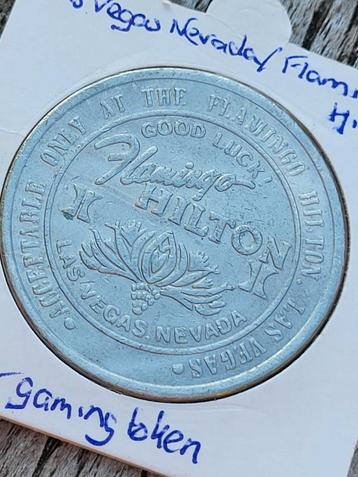 Vegas Nevada/ Flam
ACCEPTABLE ONLY AT THE FLAMINGO HILTON, LAS VEGAS
GOOD LUCK
Flamingo
HILTON
LAS VEGAS, NEVADA
gaming token